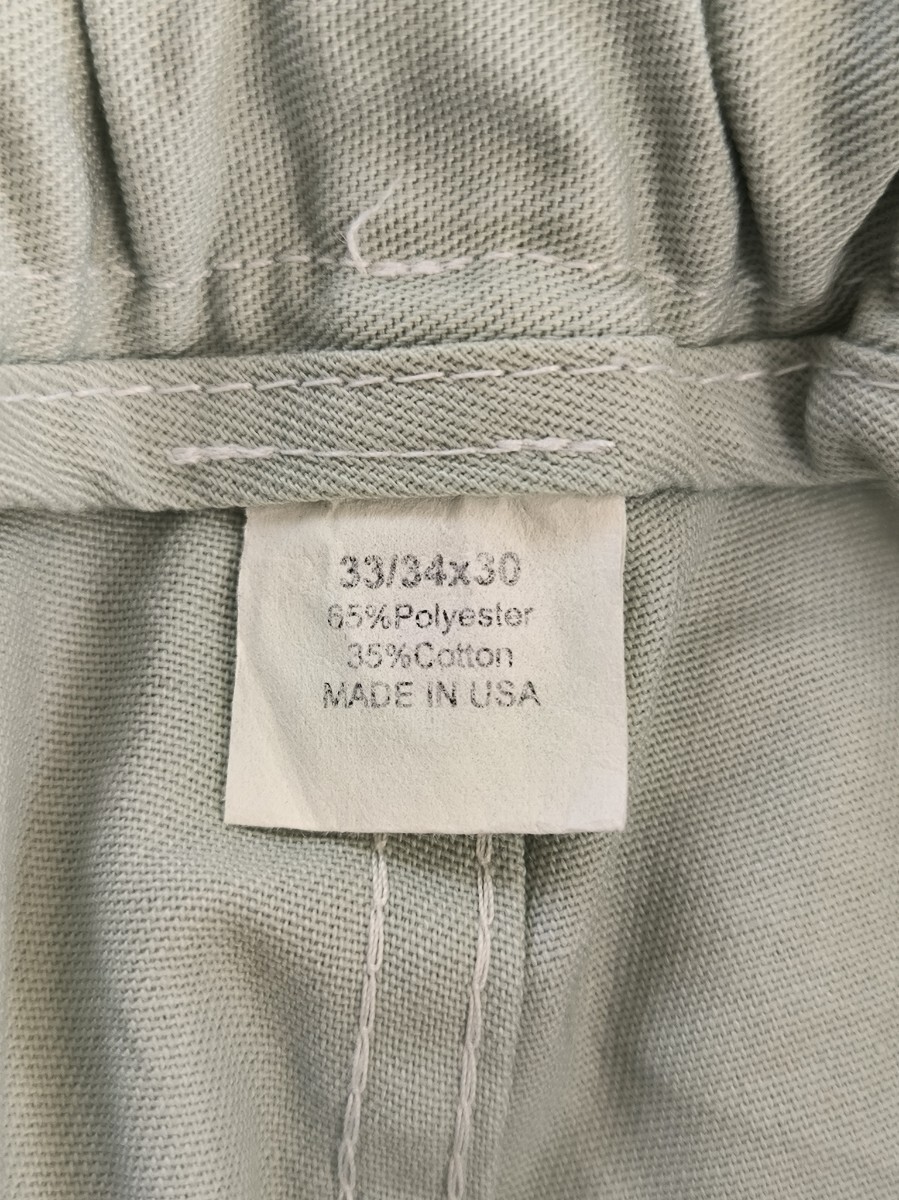 33/34x30
65%Polyester
35%Cotton
MADE IN USA